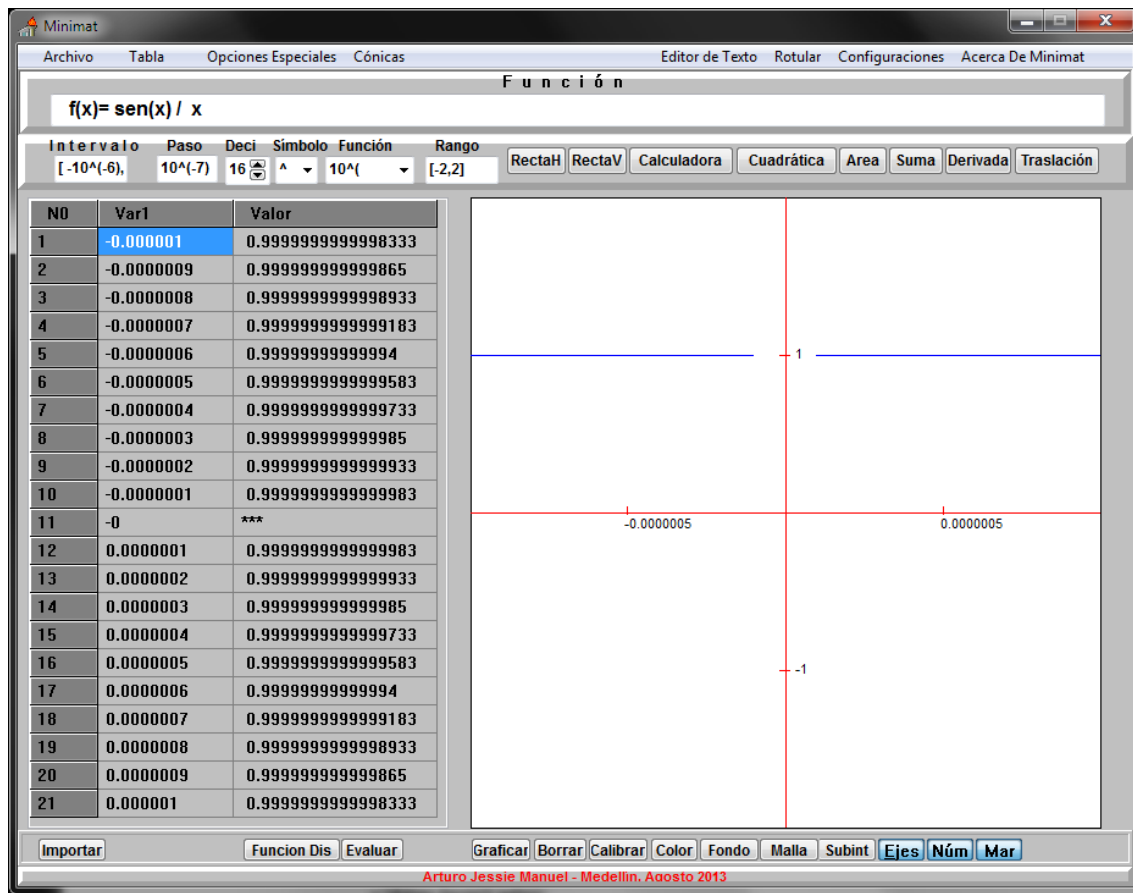 Minimat
Archivo Tabla Opciones Especiales Cónicas Editor de Texto Rotular Configuraciones Acerca De Minimat
Función
f(x)= sen(x) / x
Intervalo Paso Deci Símbolo Función Rango
[ -10^(-6), 10^(-7) 16 ^ 10^( [-2,2] RectaH RectaV Calculadora Cuadrática Area Suma Derivada Traslación
N0 Var1 Valor
1 -0.000001 0.9999999999998333
2 -0.0000009 0.999999999999865
3 -0.0000008 0.9999999999998933
4 -0.0000007 0.9999999999999183
5 -0.0000006 0.99999999999994
6 -0.0000005 0.9999999999999583
7 -0.0000004 0.9999999999999733
8 -0.0000003 0.999999999999985
9 -0.0000002 0.9999999999999933
10 -0.0000001 0.9999999999999983
11 -0 ***
12 0.0000001 0.9999999999999983
13 0.0000002 0.9999999999999933
14 0.0000003 0.999999999999985
15 0.0000004 0.9999999999999733
16 0.0000005 0.9999999999999583
17 0.0000006 0.99999999999994
18 0.0000007 0.9999999999999183
19 0.0000008 0.9999999999998933
20 0.0000009 0.999999999999865
21 0.000001 0.9999999999998333
1
-0.0000005 0.0000005
-1
Importar Funcion Dis Evaluar Graficar Borrar Calibrar Color Fondo Malla Subint Ejes Núm Mar
Arturo Jessie Manuel - Medellín, Agosto 2013